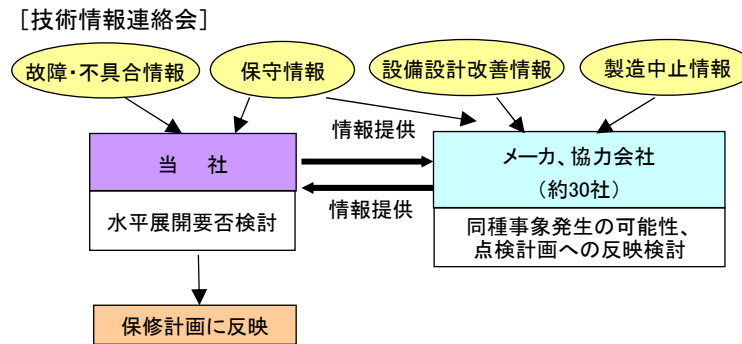 ［技術情報連絡会］
故障・不具合情報
保守情報
設備設計改善情報
製造中止情報
情報提供
当　社
メーカ、協力会社
（約30社）
情報提供
水平展開要否検討
同種事象発生の可能性、
点検計画への反映検討
保修計画に反映